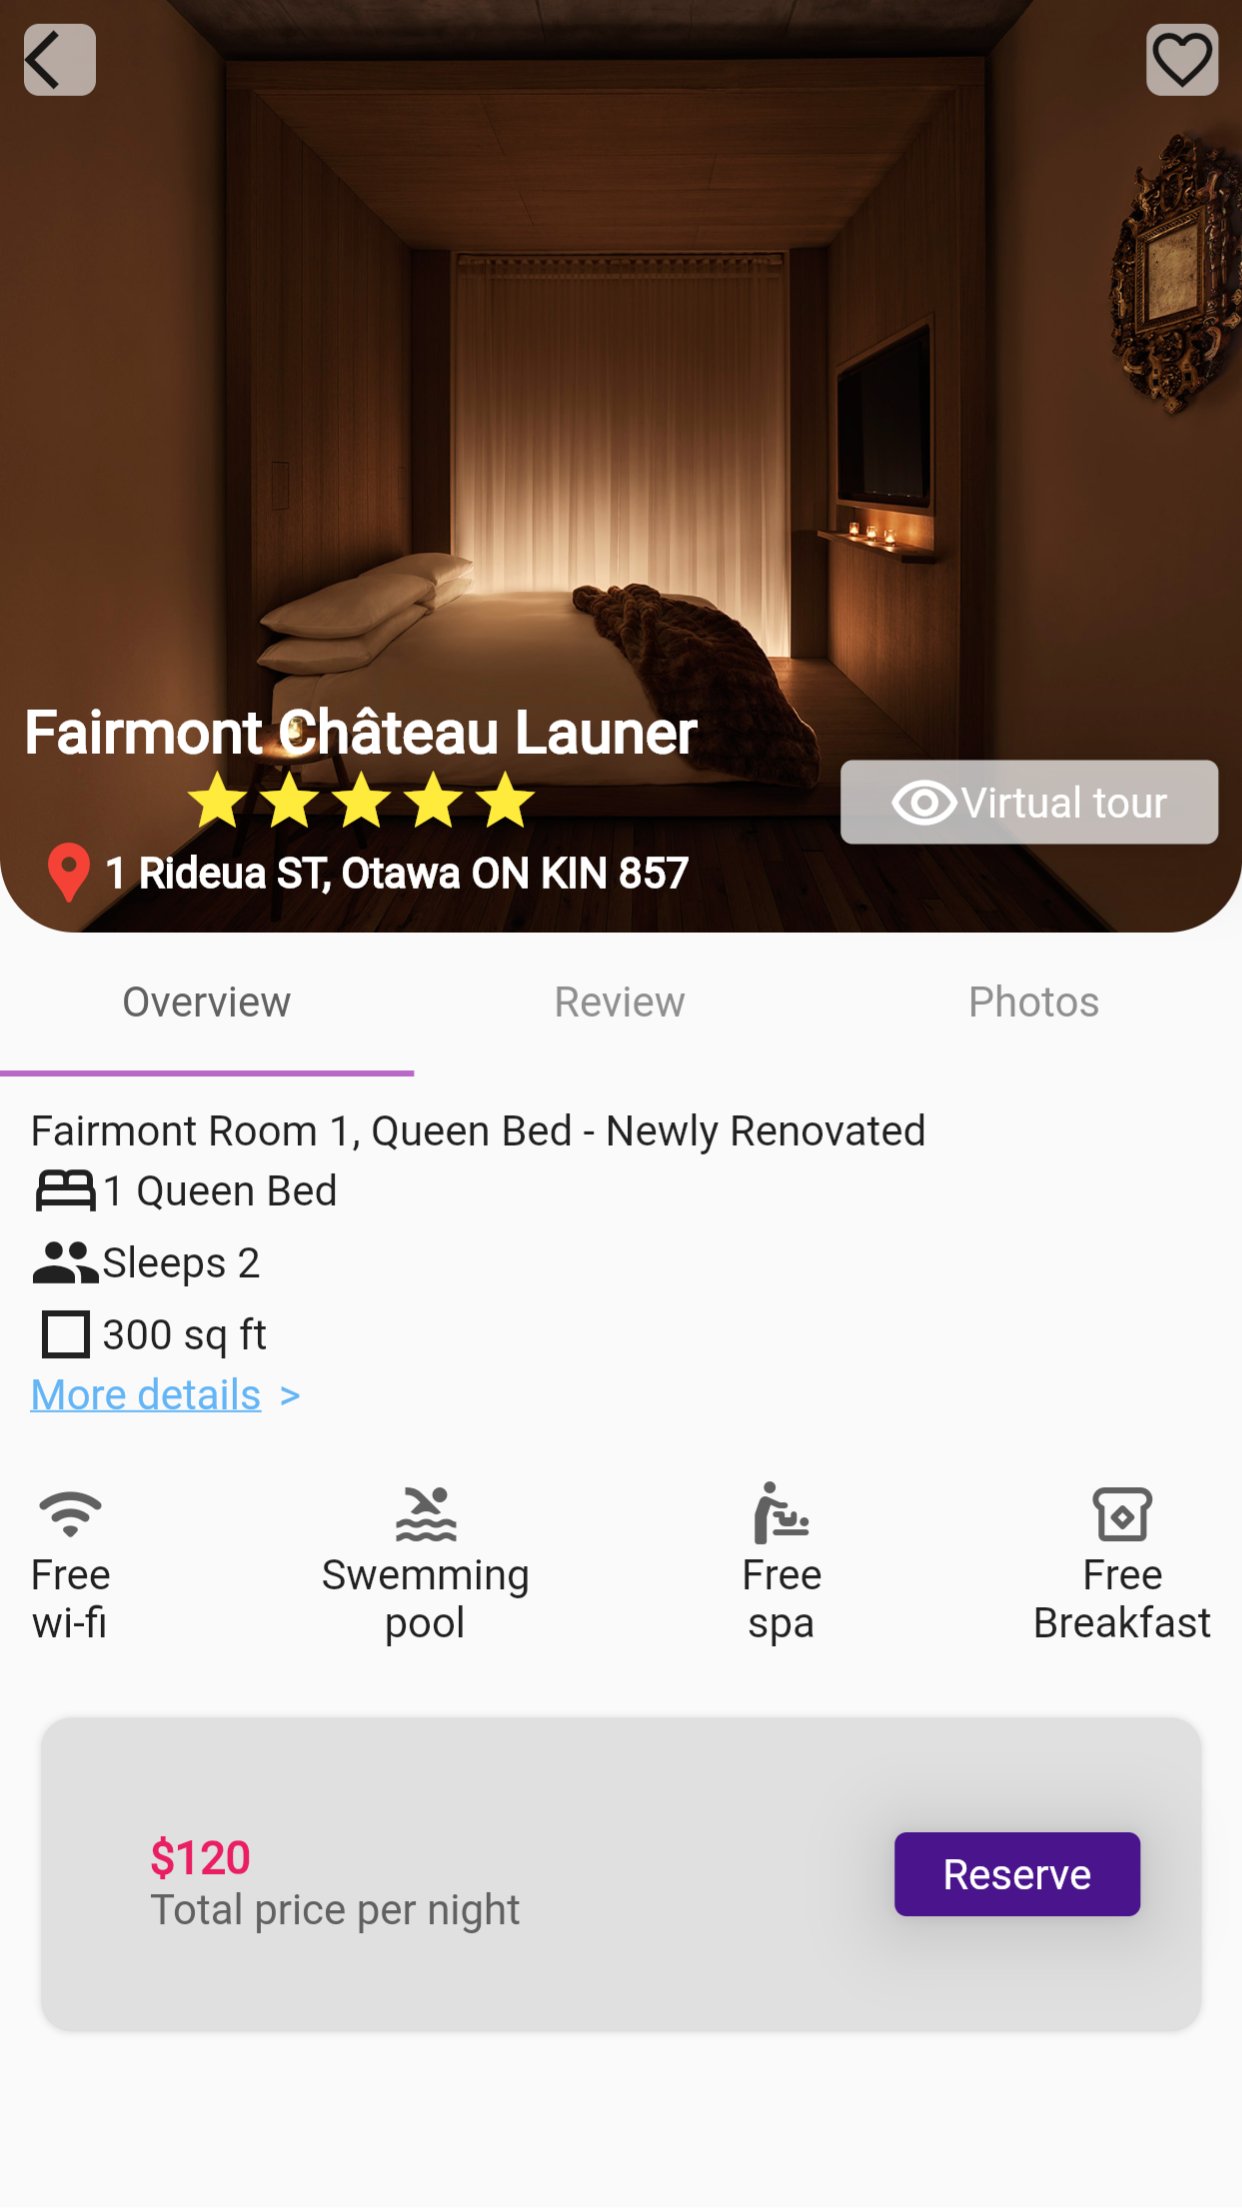 Fairmont Château Launer
1 Rideua ST, Otawa ON KIN 857
Virtual tour
Overview
Review
Photos
Fairmont Room 1, Queen Bed - Newly Renovated
1 Queen Bed
Sleeps 2
300 sq ft
More details >
Free
wi-fi
Swemming
pool
Free
spa
Free
Breakfast
$120
Total price per night
Reserve